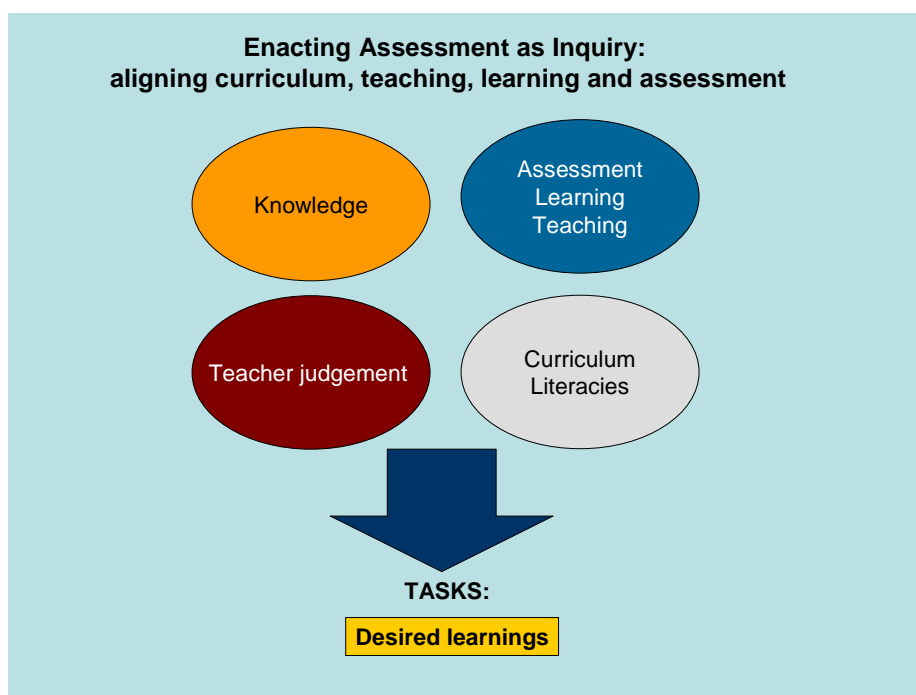 Enacting Assessment as Inquiry:
aligning curriculum, teaching, learning and assessment
Knowledge
Assessment
Learning
Teaching
Teacher judgement
Curriculum
Literacies
TASKS:
Desired learnings